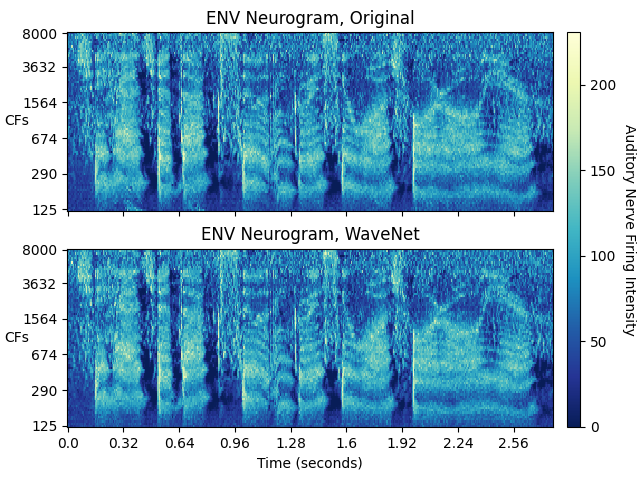 ENV Neurogram, Original
8000
3632
1564
CFs
674
290
125
ENV Neurogram, WaveNet
8000
3632
1564
CFs
674
290
125
0.0 0.32 0.64 0.96 1.28 1.6 1.92 2.24 2.56
Time (seconds)
200
150
100
50
0
Auditory Nerve Firing Intensity